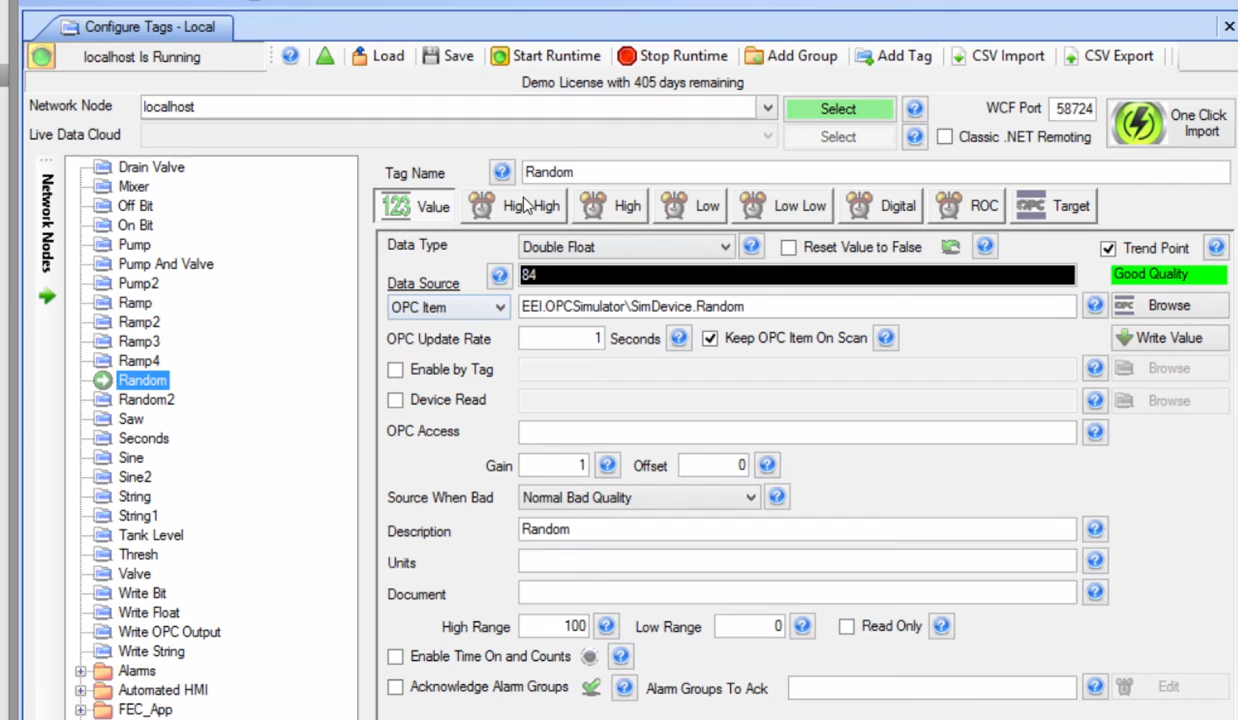 Configure Tags - Local
localhost Is Running
Load
Save
Start Runtime
Stop Runtime
Add Group
Add Tag
CSV Import
CSV Export
Demo License with 405 days remaining
Network Node
localhost
Select
WCF Port
58724
One Click
Import
Live Data Cloud
Select
Classic .NET Remoting
Network Nodes
Drain Valve
Mixer
Off Bit
On Bit
Pump
Pump And Valve
Pump2
Ramp
Ramp2
Ramp3
Ramp4
Random
Random2
Saw
Seconds
Sine
Sine2
String
String1
Tank Level
Thresh
Valve
Write Bit
Write Float
Write OPC Output
Write String
Alarms
Automated HMI
FEC_App
Tag Name
Random
123 Value
High High
High
Low
Low Low
Digital
ROC
OPC Target
Data Type
Double Float
Reset Value to False
Trend Point
Data Source
84
Good Quality
OPC Item
EEI.OPCSimulator\SimDevice.Random
OPC Browse
OPC Update Rate
1 Seconds
Keep OPC Item On Scan
Write Value
Enable by Tag
Browse
Device Read
Browse
OPC Access
Gain
1
Offset
0
Source When Bad
Normal Bad Quality
Description
Random
Units
Document
High Range
100
Low Range
0
Read Only
Enable Time On and Counts
Acknowledge Alarm Groups
Alarm Groups To Ack
Edit